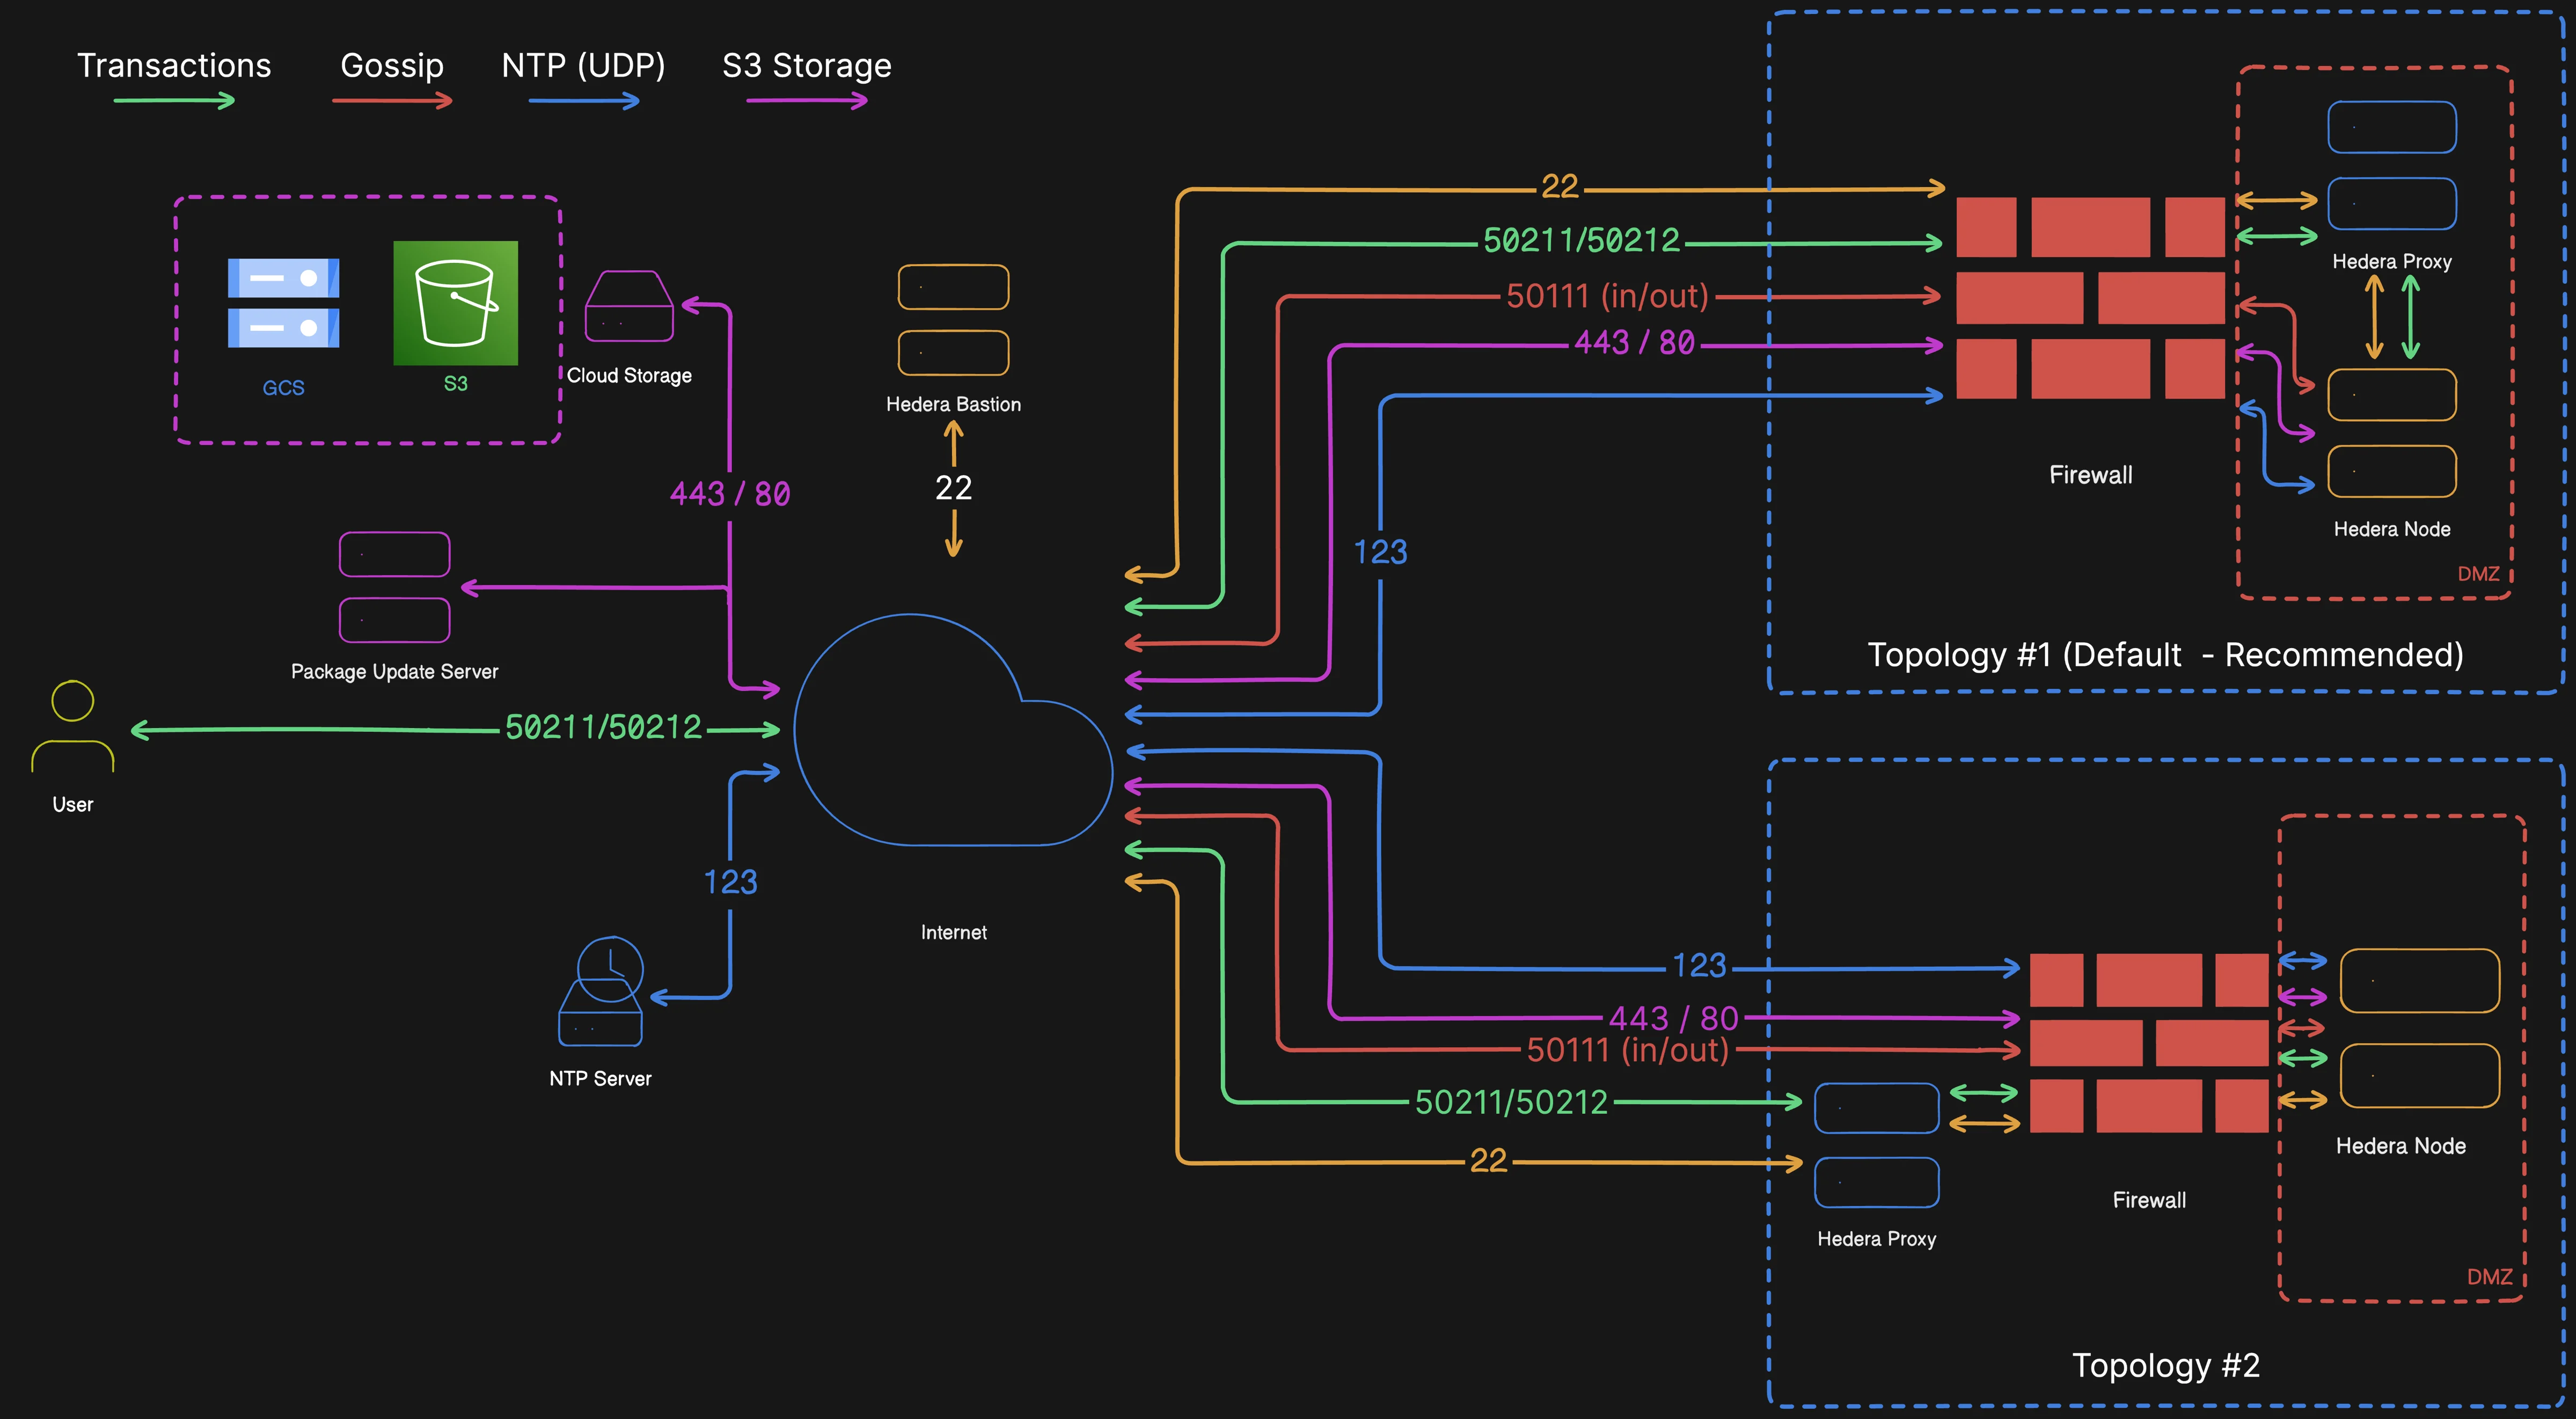 Transactions
Gossip
NTP (UDP)
S3 Storage
GCS
S3
Cloud Storage
443 / 80
Package Update Server
User
50211/50212
123
NTP Server
Hedera Bastion
22
Internet
22
50211/50212
50111 (in/out)
443 / 80
123
Firewall
Hedera Proxy
Hedera Node
DMZ
Topology #1 (Default - Recommended)
123
443 / 80
50111 (in/out)
50211/50212
22
Hedera Proxy
Firewall
Hedera Node
DMZ
Topology #2